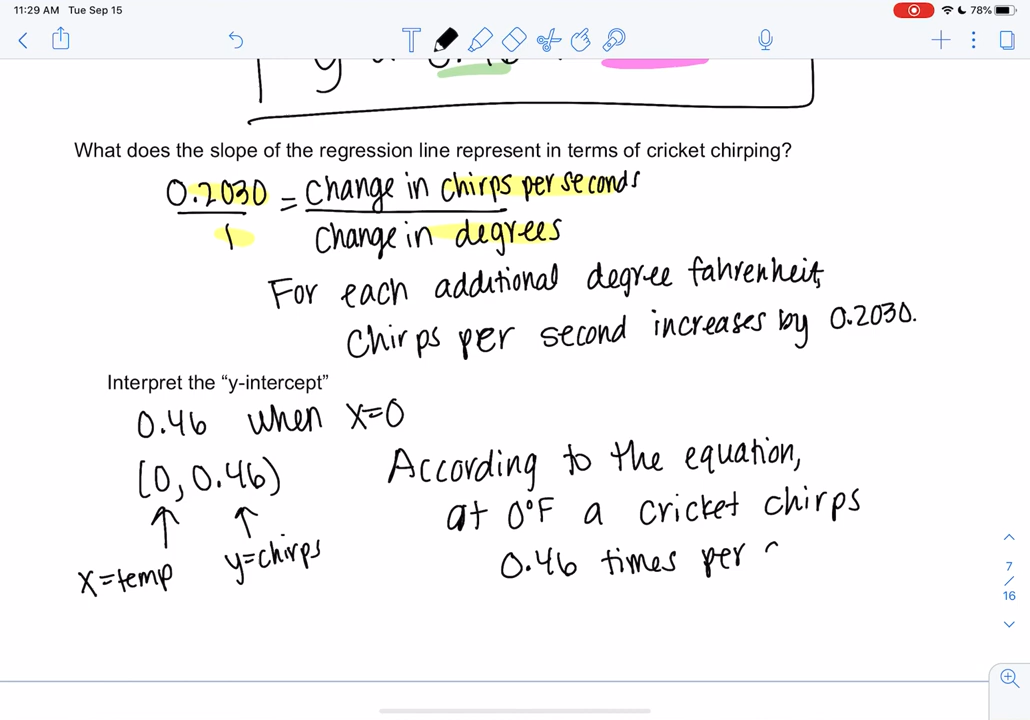 11:29 AM Tue Sep 15
78%
T
What does the slope of the regression line represent in terms of cricket chirping?
0.2030 = change in chirps per seconds
1 change in degrees
For each additional degree fahrenheit,
chirps per second increases by 0.2030.
Interpret the “y-intercept”
0.46 when x=0
(0, 0.46)
According to the equation,
at 0°F a cricket chirps
x=temp
y=chirps
0.46 times per
7
/
16